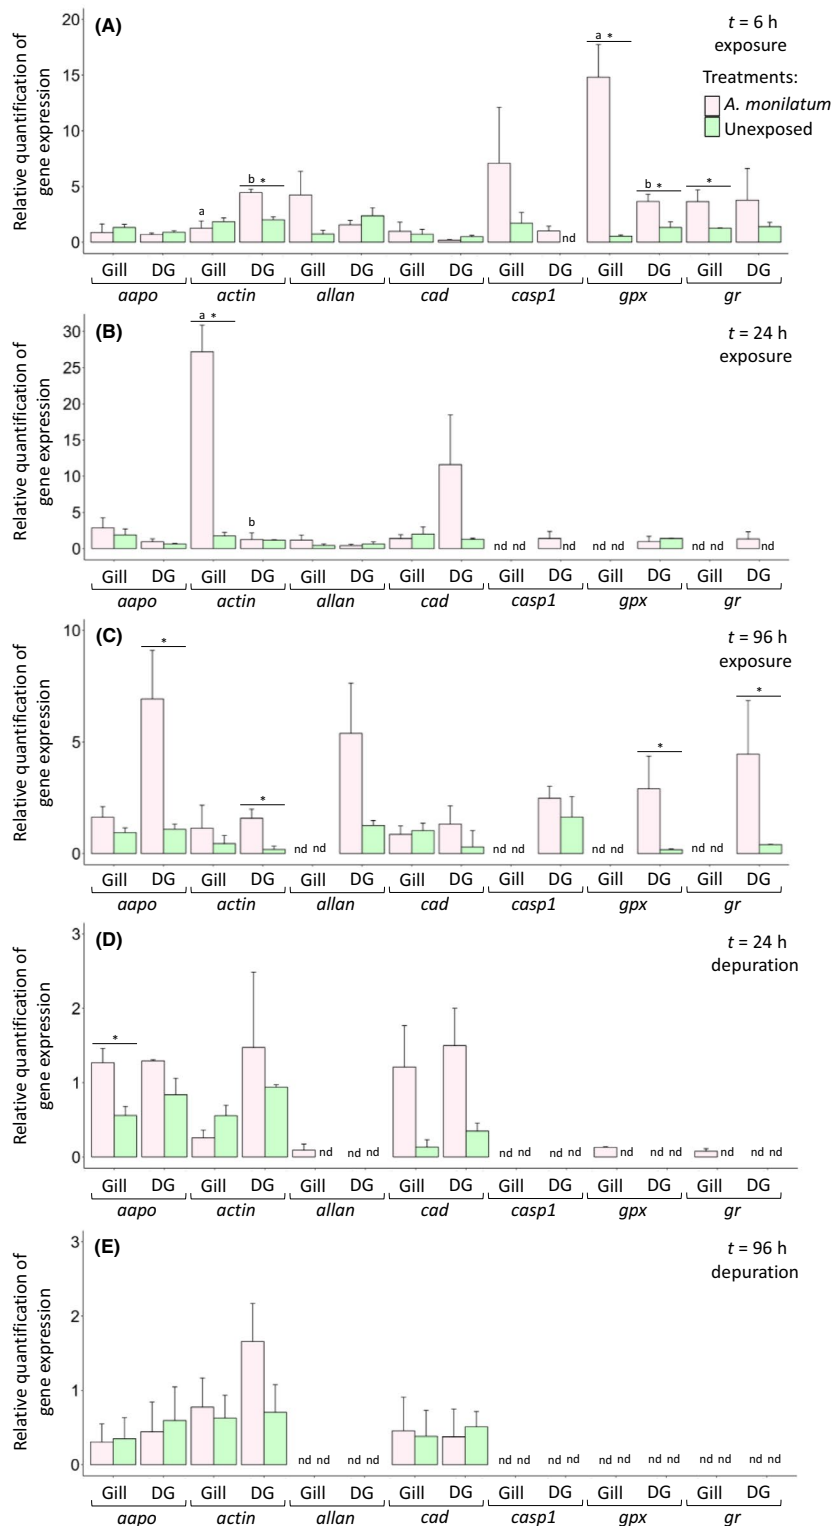 (A)
t = 6 h
exposure
Treatments:
A. monilatum
Unexposed
Relative quantification of
gene expression
20
15
10
5
0
a
b *
a *
b *
*
nd
Gill DG Gill DG Gill DG Gill DG Gill DG Gill DG Gill DG
aapo actin allan cad casp1 gpx gr
(B)
t = 24 h
exposure
Relative quantification of
gene expression
30
25
20
15
10
5
0
a *
b
nd nd nd nd nd nd nd nd
Gill DG Gill DG Gill DG Gill DG Gill DG Gill DG Gill DG
aapo actin allan cad casp1 gpx gr
(C)
t = 96 h
exposure
Relative quantification of
gene expression
10
5
0
*
*
*
*
nd nd nd nd nd nd nd nd
Gill DG Gill DG Gill DG Gill DG Gill DG Gill DG Gill DG
aapo actin allan cad casp1 gpx gr
(D)
t = 24 h
depuration
Relative quantification of
gene expression
3
2
1
0
*
nd nd nd nd nd nd nd nd nd nd nd nd nd
Gill DG Gill DG Gill DG Gill DG Gill DG Gill DG Gill DG
aapo actin allan cad casp1 gpx gr
(E)
t = 96 h
depuration
Relative quantification of
gene expression
3
2
1
0
nd nd nd nd nd nd nd nd nd nd nd nd nd nd nd nd
Gill DG Gill DG Gill DG Gill DG Gill DG Gill DG Gill DG
aapo actin allan cad casp1 gpx gr